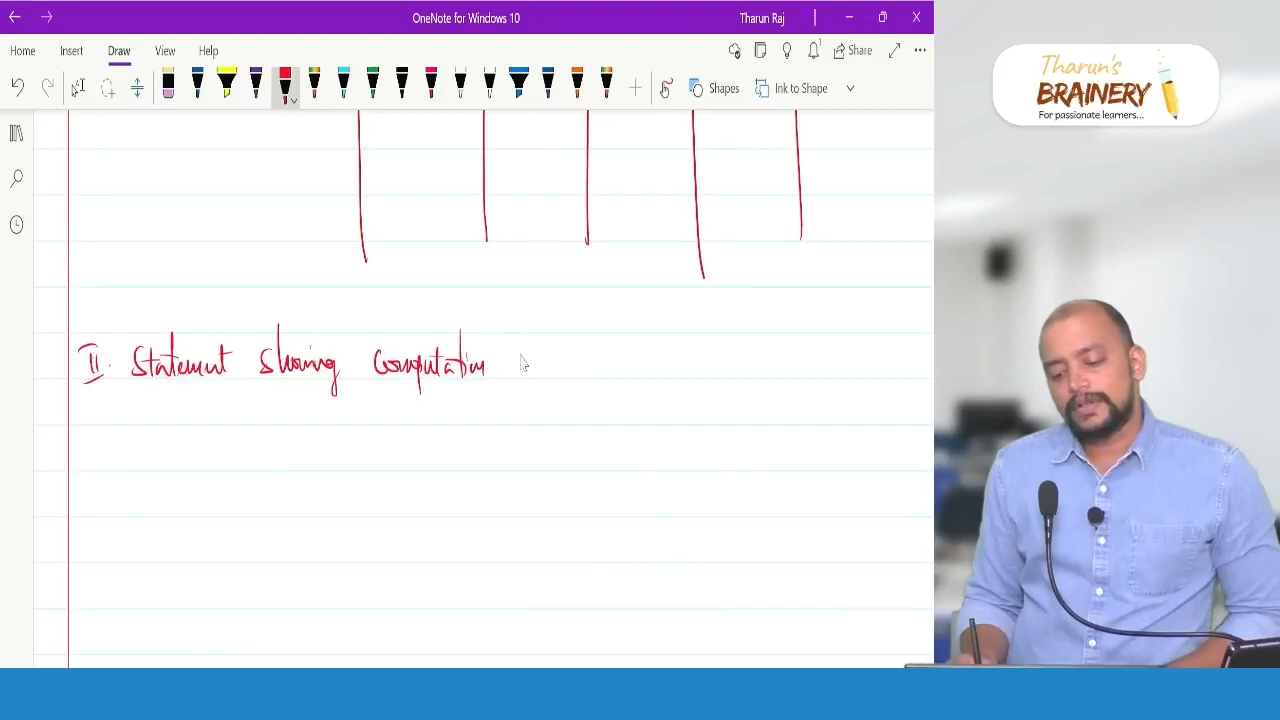 OneNote for Windows 10
Tharun Raj
Home Insert Draw View Help
Share
Shapes
Ink to Shape
Tharun's
BRAINERY
For passionate learners...
II. Statement Showing Computation